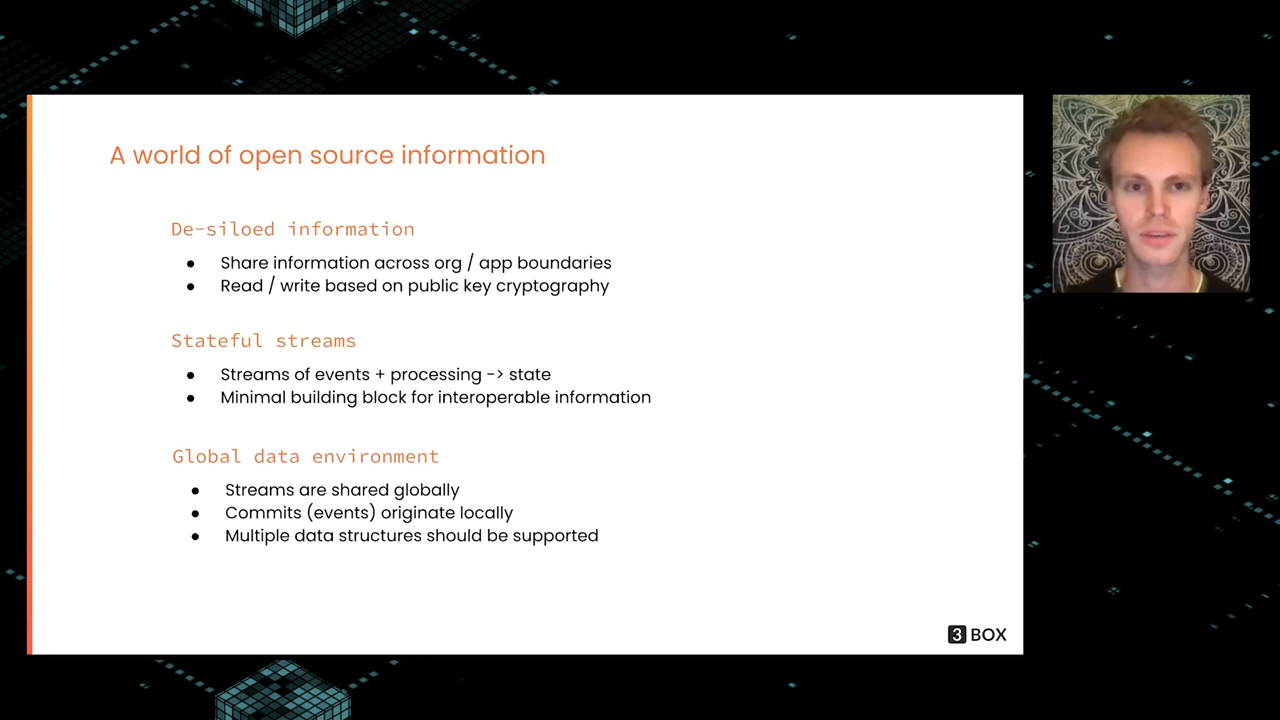 A world of open source information
De-siloed information
● Share information across org / app boundaries
● Read / write based on public key cryptography
Stateful streams
● Streams of events + processing -> state
● Minimal building block for interoperable information
Global data environment
● Streams are shared globally
● Commits (events) originate locally
● Multiple data structures should be supported
3 BOX